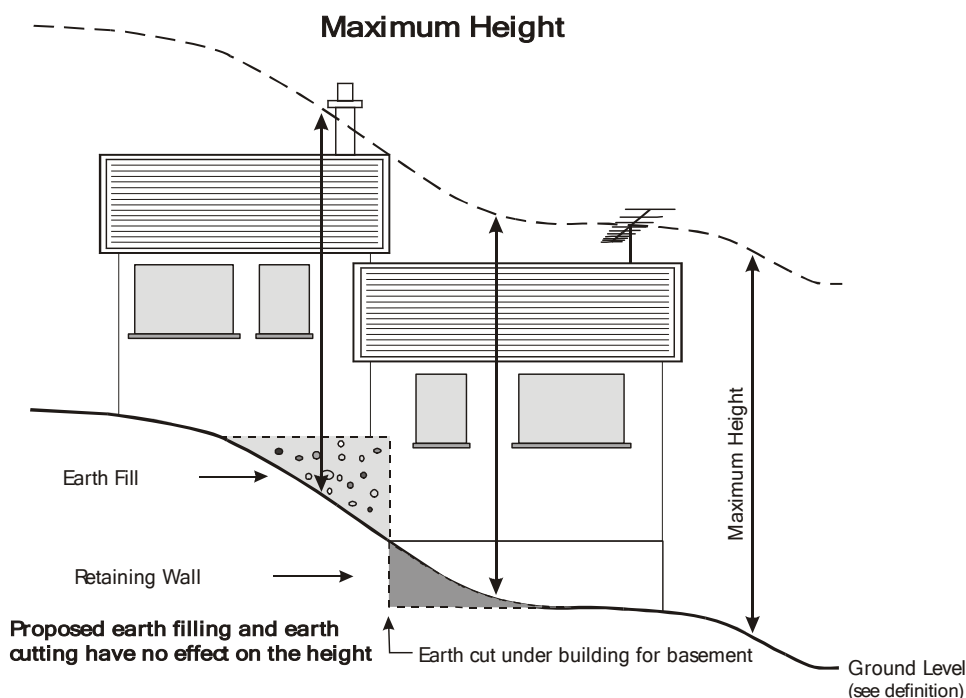 Maximum Height
Maximum Height
Earth Fill
Retaining Wall
Proposed earth filling and earth
cutting have no effect on the height
Earth cut under building for basement
Ground Level
(see definition)